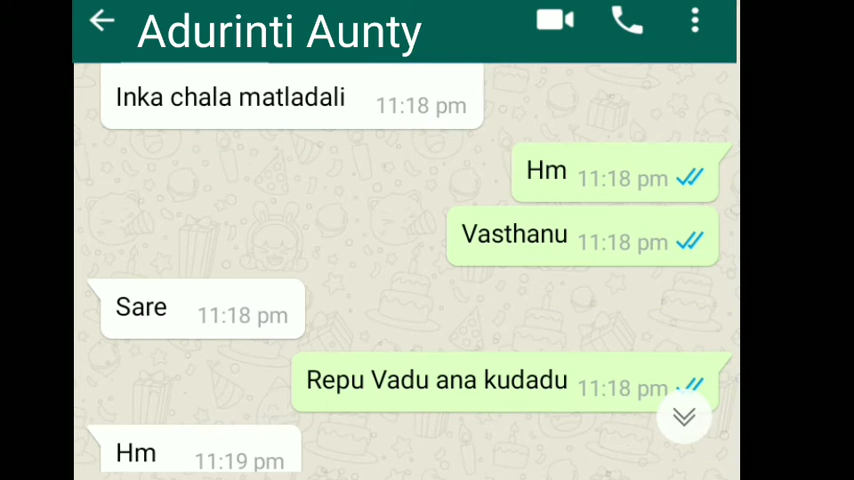 Adurinti Aunty
Inka chala matladali 11:18 pm
Hm 11:18 pm
Vasthanu 11:18 pm
Sare 11:18 pm
Repu Vadu ana kudadu 11:18 pm
Hm 11:19 pm